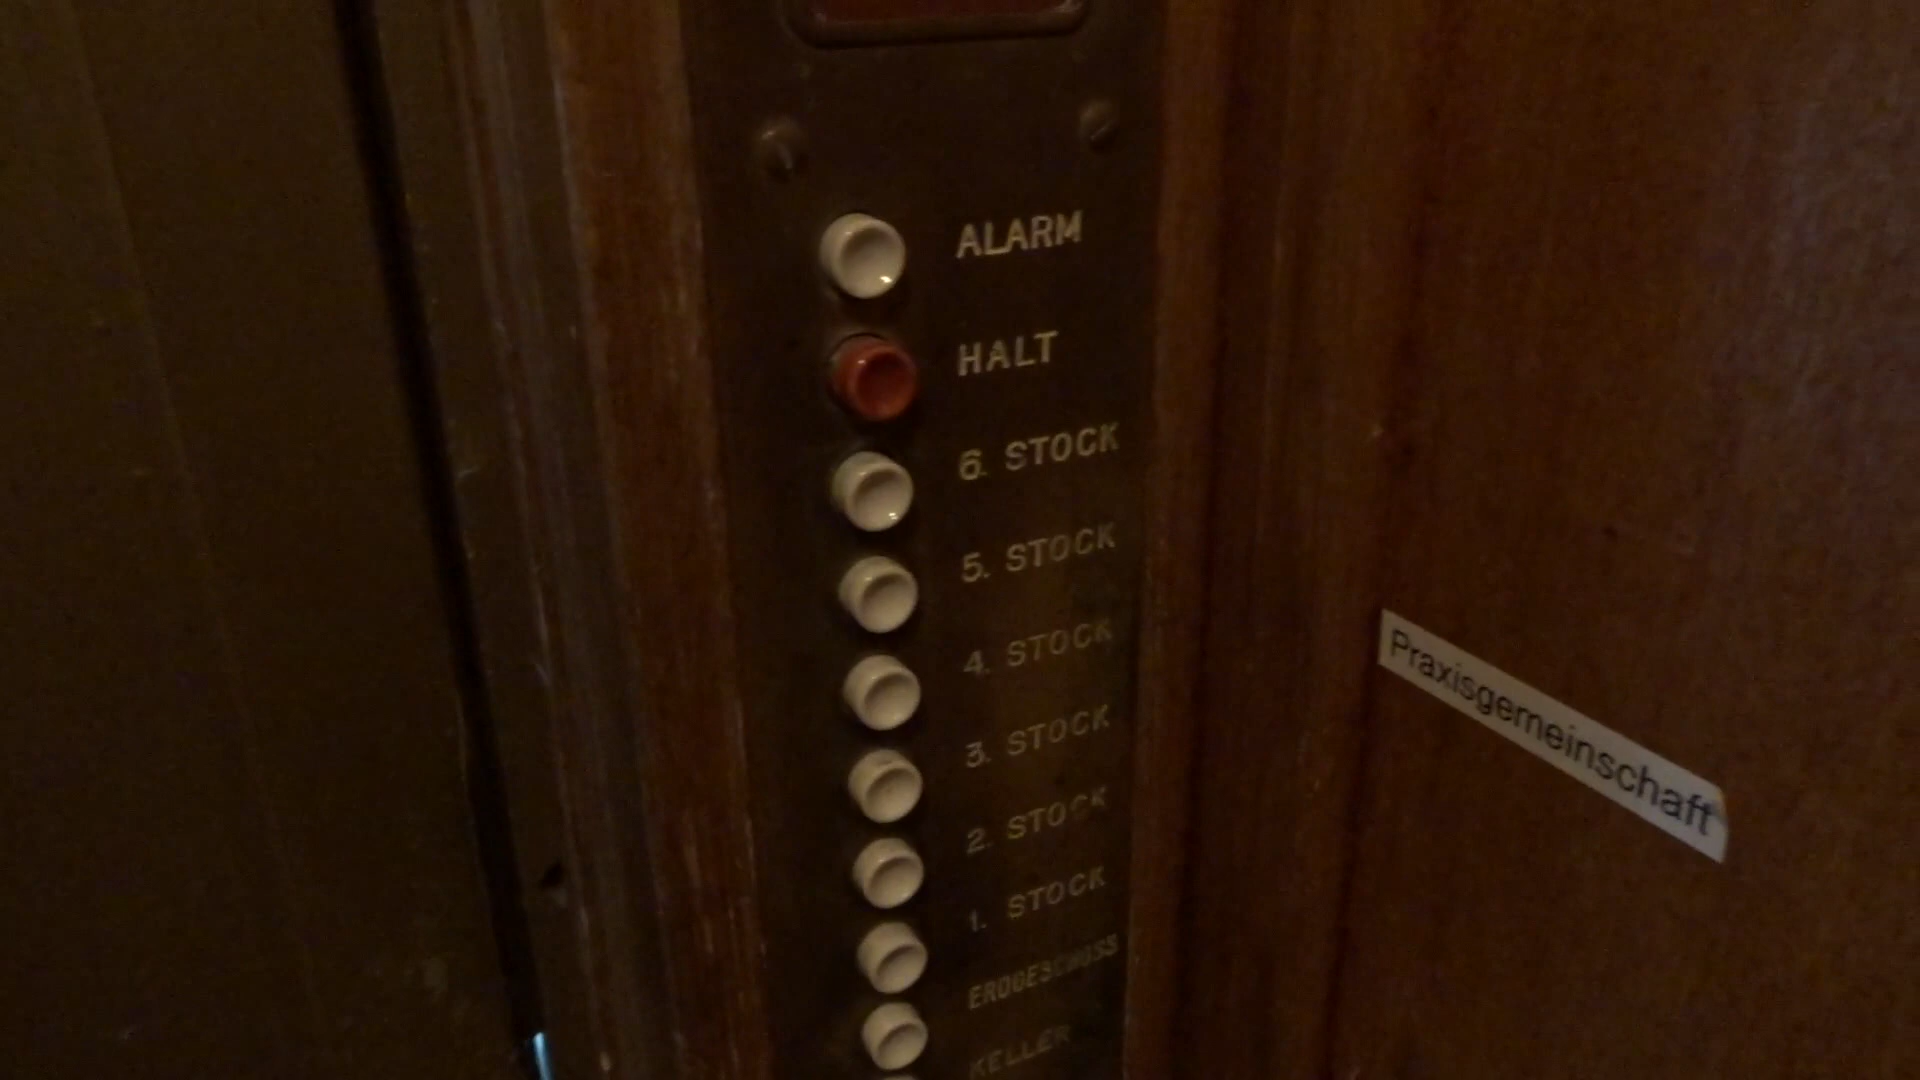 ALARM
HALT
6. STOCK
5. STOCK
4. STOCK
3. STOCK
2. STOCK
1. STOCK
ERDGESCHOSS
KELLER
Praxisgemeinschaft